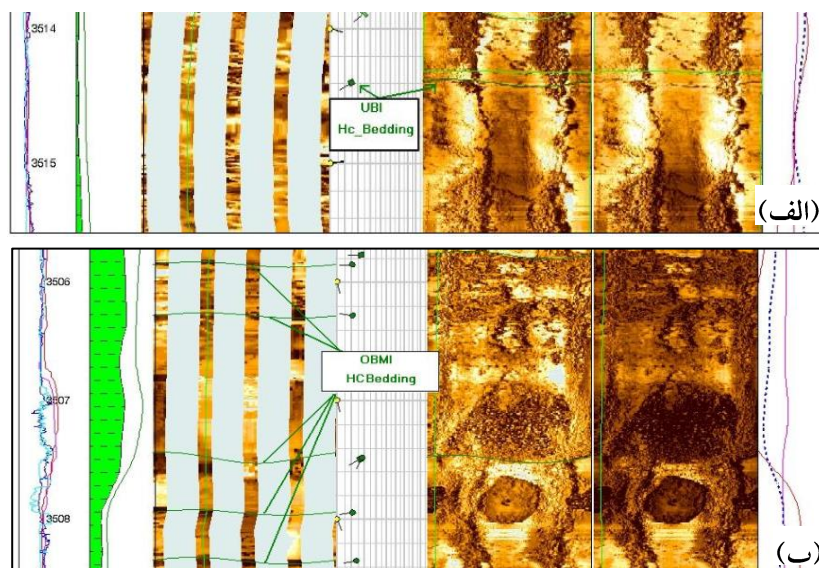 3514
UBI
Hc_Bedding
3515
(الف)
3506
OBMI
HCBedding
3507
3508
(ب)